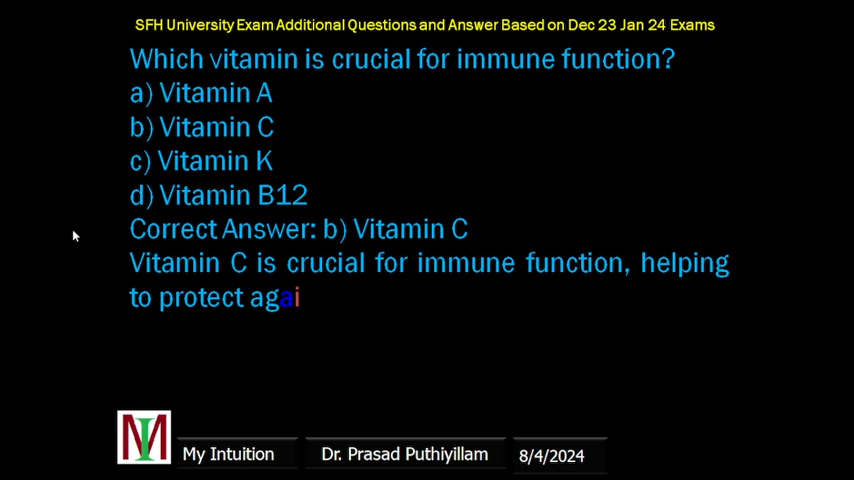 SFH University Exam Additional Questions and Answer Based on Dec 23 Jan 24 Exams
Which vitamin is crucial for immune function?
a) Vitamin A
b) Vitamin C
c) Vitamin K
d) Vitamin B12
Correct Answer: b) Vitamin C
Vitamin C is crucial for immune function, helping
to protect agai
MI
My Intuition
Dr. Prasad Puthiyillam
8/4/2024